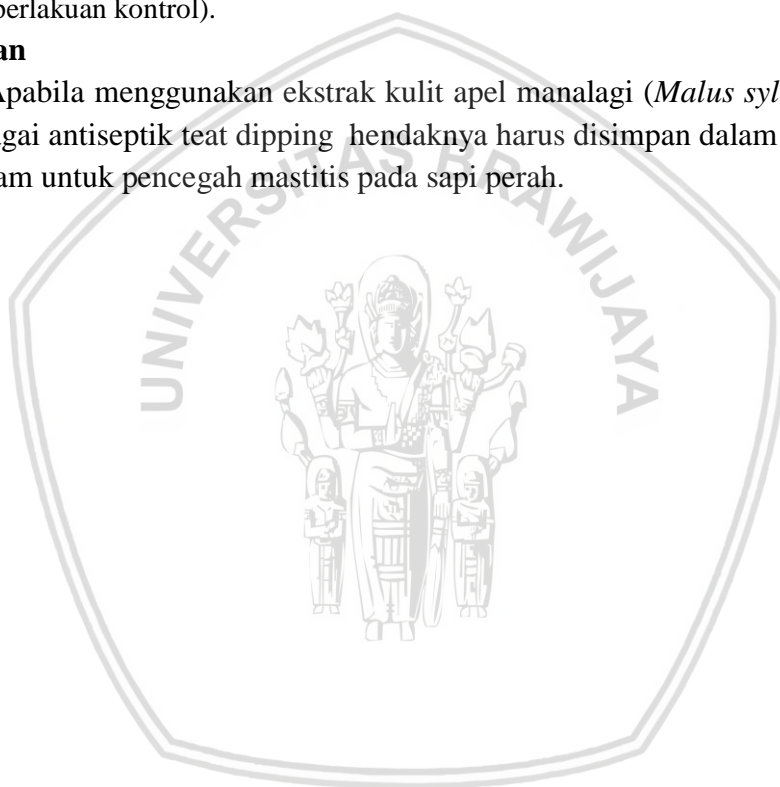 perlakuan kontrol).
an
Apabila menggunakan ekstrak kulit apel manalagi (Malus syl
gai antiseptik teat dipping hendaknya harus disimpan dalam
am untuk pencegah mastitis pada sapi perah.
UNIVERSITAS BRAWIJAYA